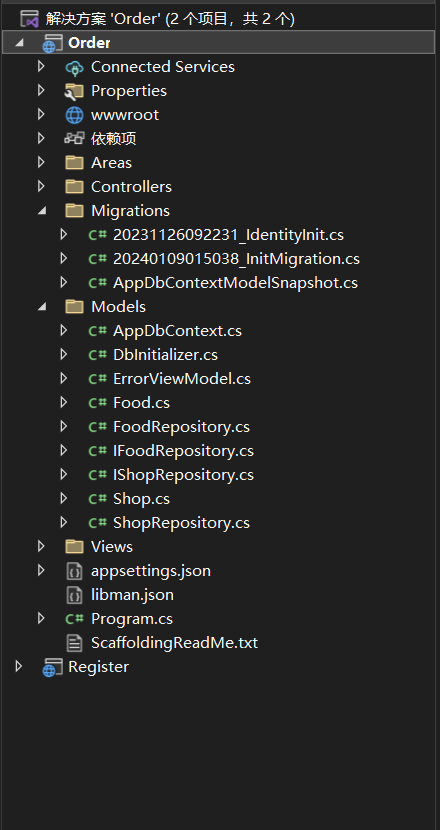 解决方案 'Order' (2 个项目，共 2 个)
Order
Connected Services
Properties
wwwroot
依赖项
Areas
Controllers
Migrations
C# 20231126092231_IdentityInit.cs
C# 20240109015038_InitMigration.cs
C# AppDbContextModelSnapshot.cs
Models
C# AppDbContext.cs
C# DbInitializer.cs
C# ErrorViewModel.cs
C# Food.cs
C# FoodRepository.cs
C# IFoodRepository.cs
C# IShopRepository.cs
C# Shop.cs
C# ShopRepository.cs
Views
appsettings.json
libman.json
C# Program.cs
ScaffoldingReadMe.txt
Register